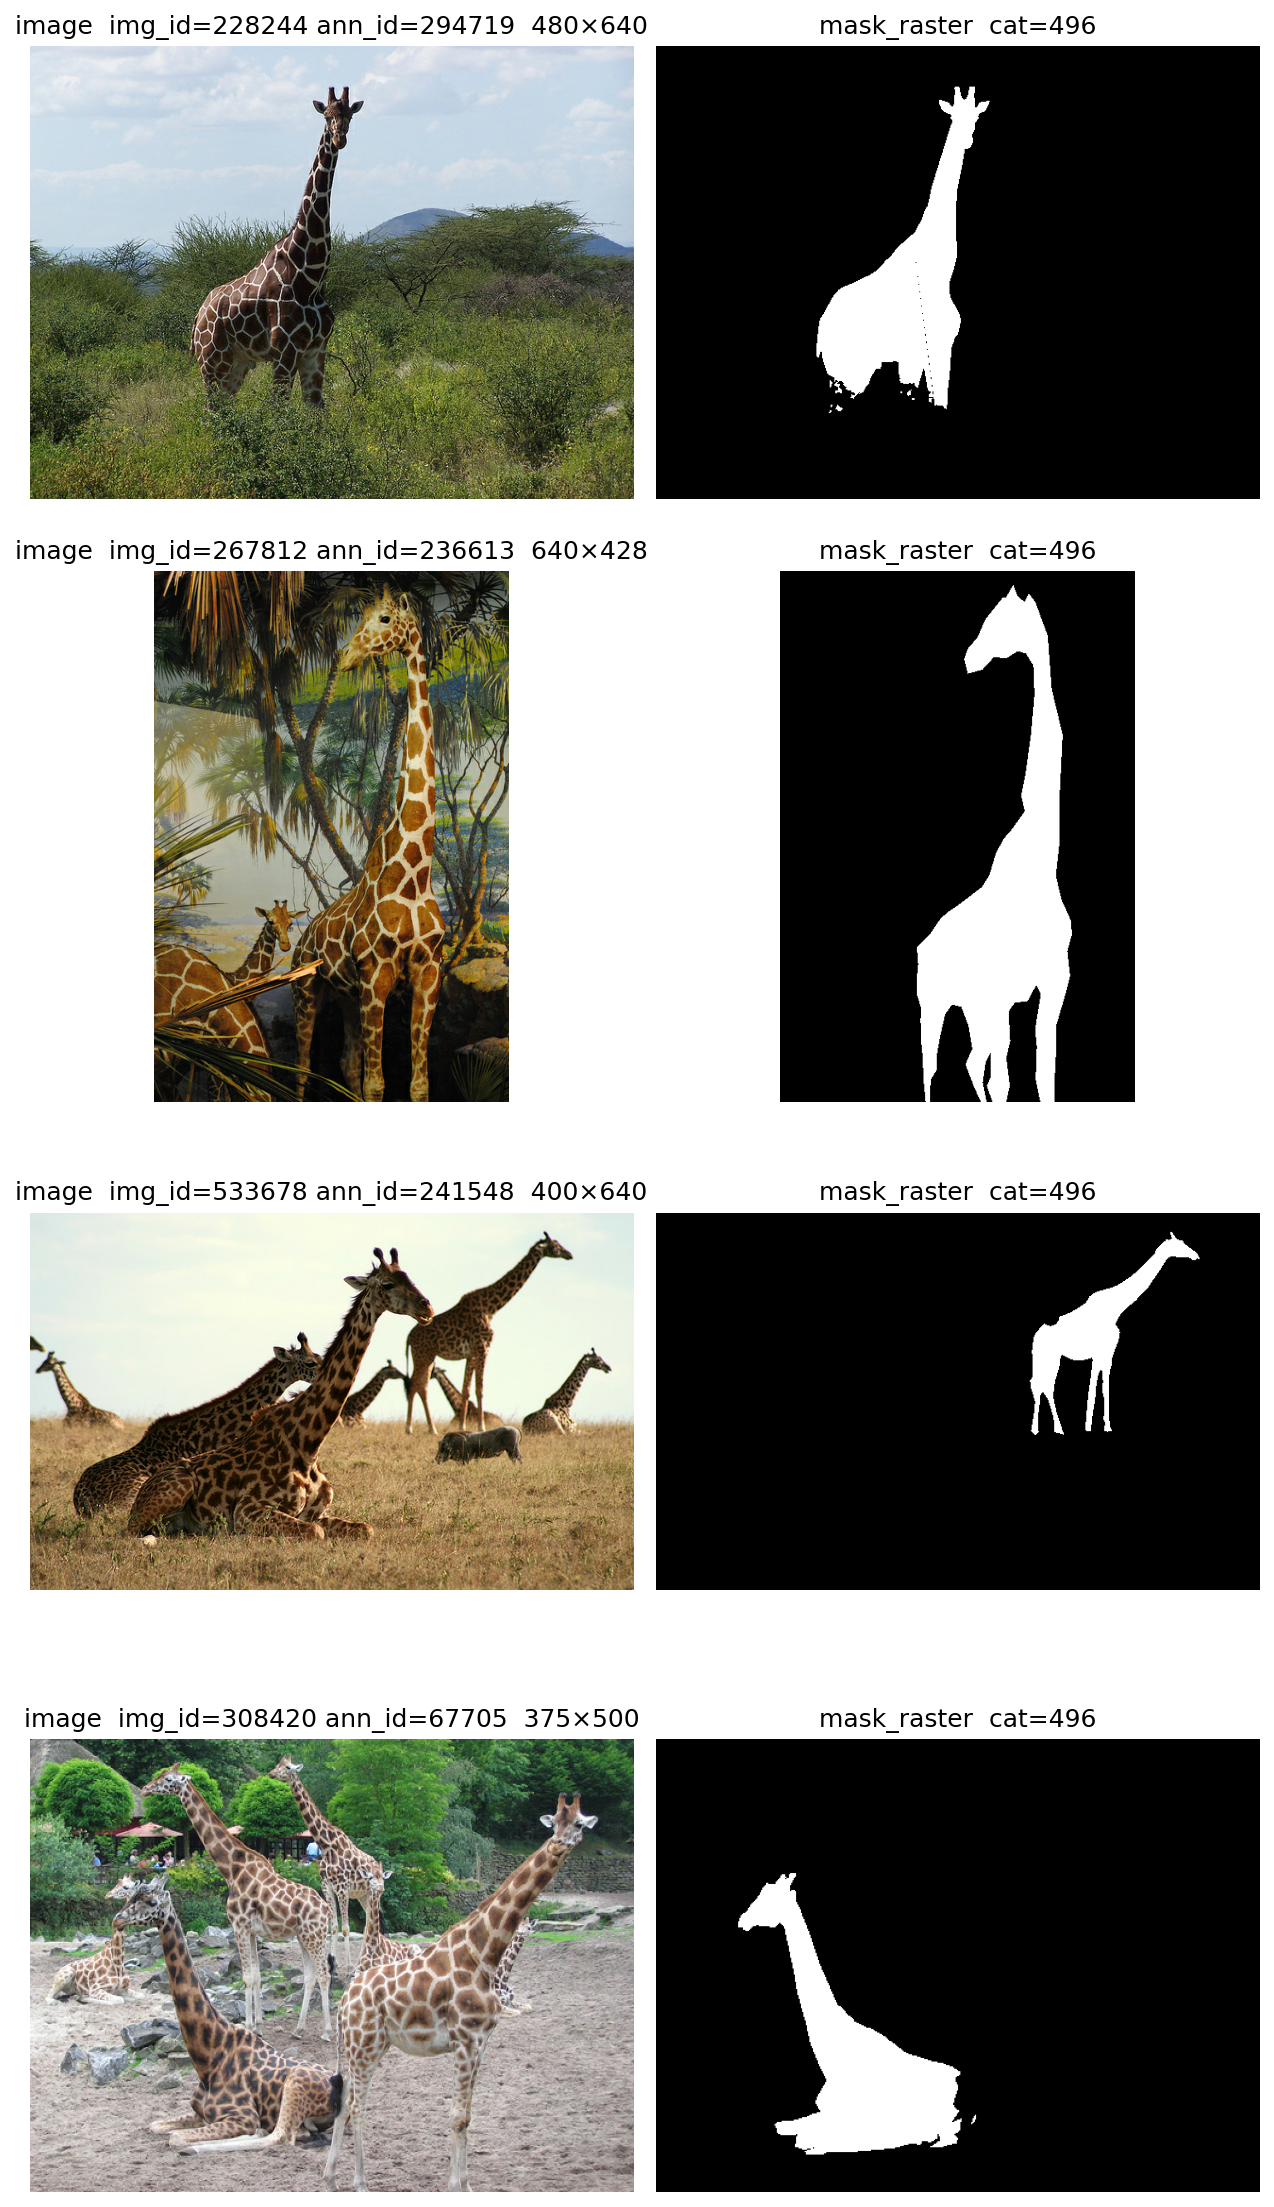 image  img_id=228244 ann_id=294719  480×640
mask_raster  cat=496
image  img_id=267812 ann_id=236613  640×428
mask_raster  cat=496
image  img_id=533678 ann_id=241548  400×640
mask_raster  cat=496
image  img_id=308420 ann_id=67705  375×500
mask_raster  cat=496